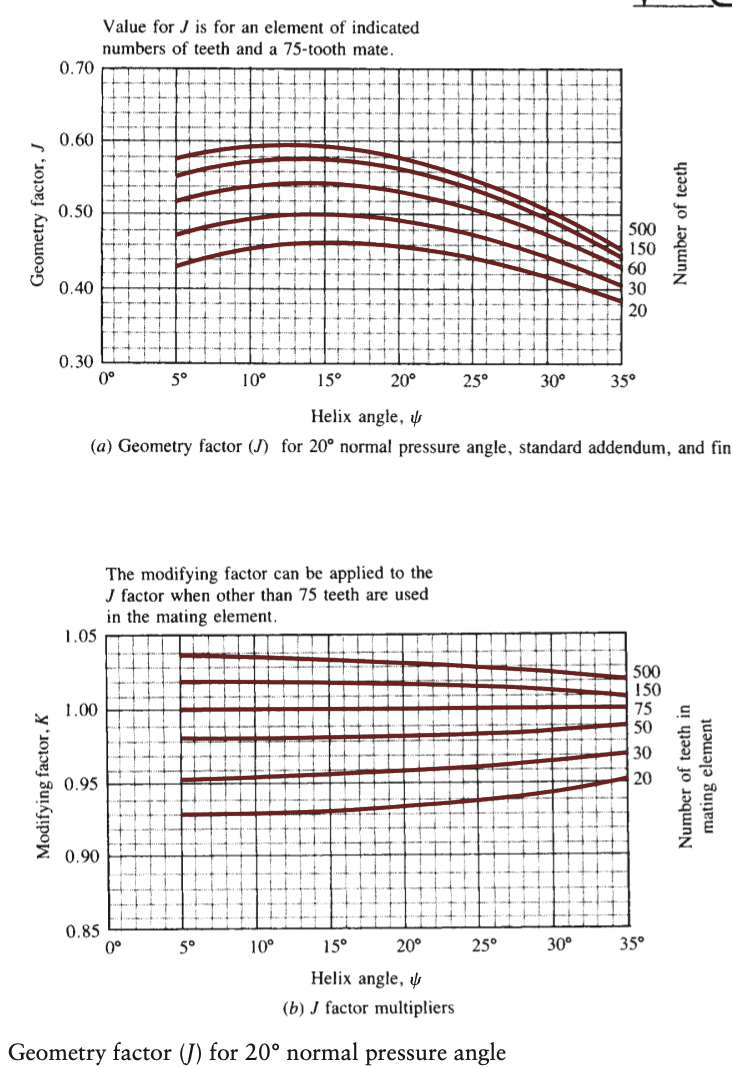 Value for J is for an element of indicated
numbers of teeth and a 75-tooth mate.
0.70
0.60
0.50
0.40
0.30
Geometry factor, J
500
150
60
30
20
Number of teeth
0° 5° 10° 15° 20° 25° 30° 35°
Helix angle, ψ
(a) Geometry factor (J) for 20° normal pressure angle, standard addendum, and fin
The modifying factor can be applied to the
J factor when other than 75 teeth are used
in the mating element.
1.05
1.00
0.95
0.90
0.85
Modifying factor, K
500
150
75
50
30
20
Number of teeth in
mating element
0° 5° 10° 15° 20° 25° 30° 35°
Helix angle, ψ
(b) J factor multipliers
Geometry factor (J) for 20° normal pressure angle